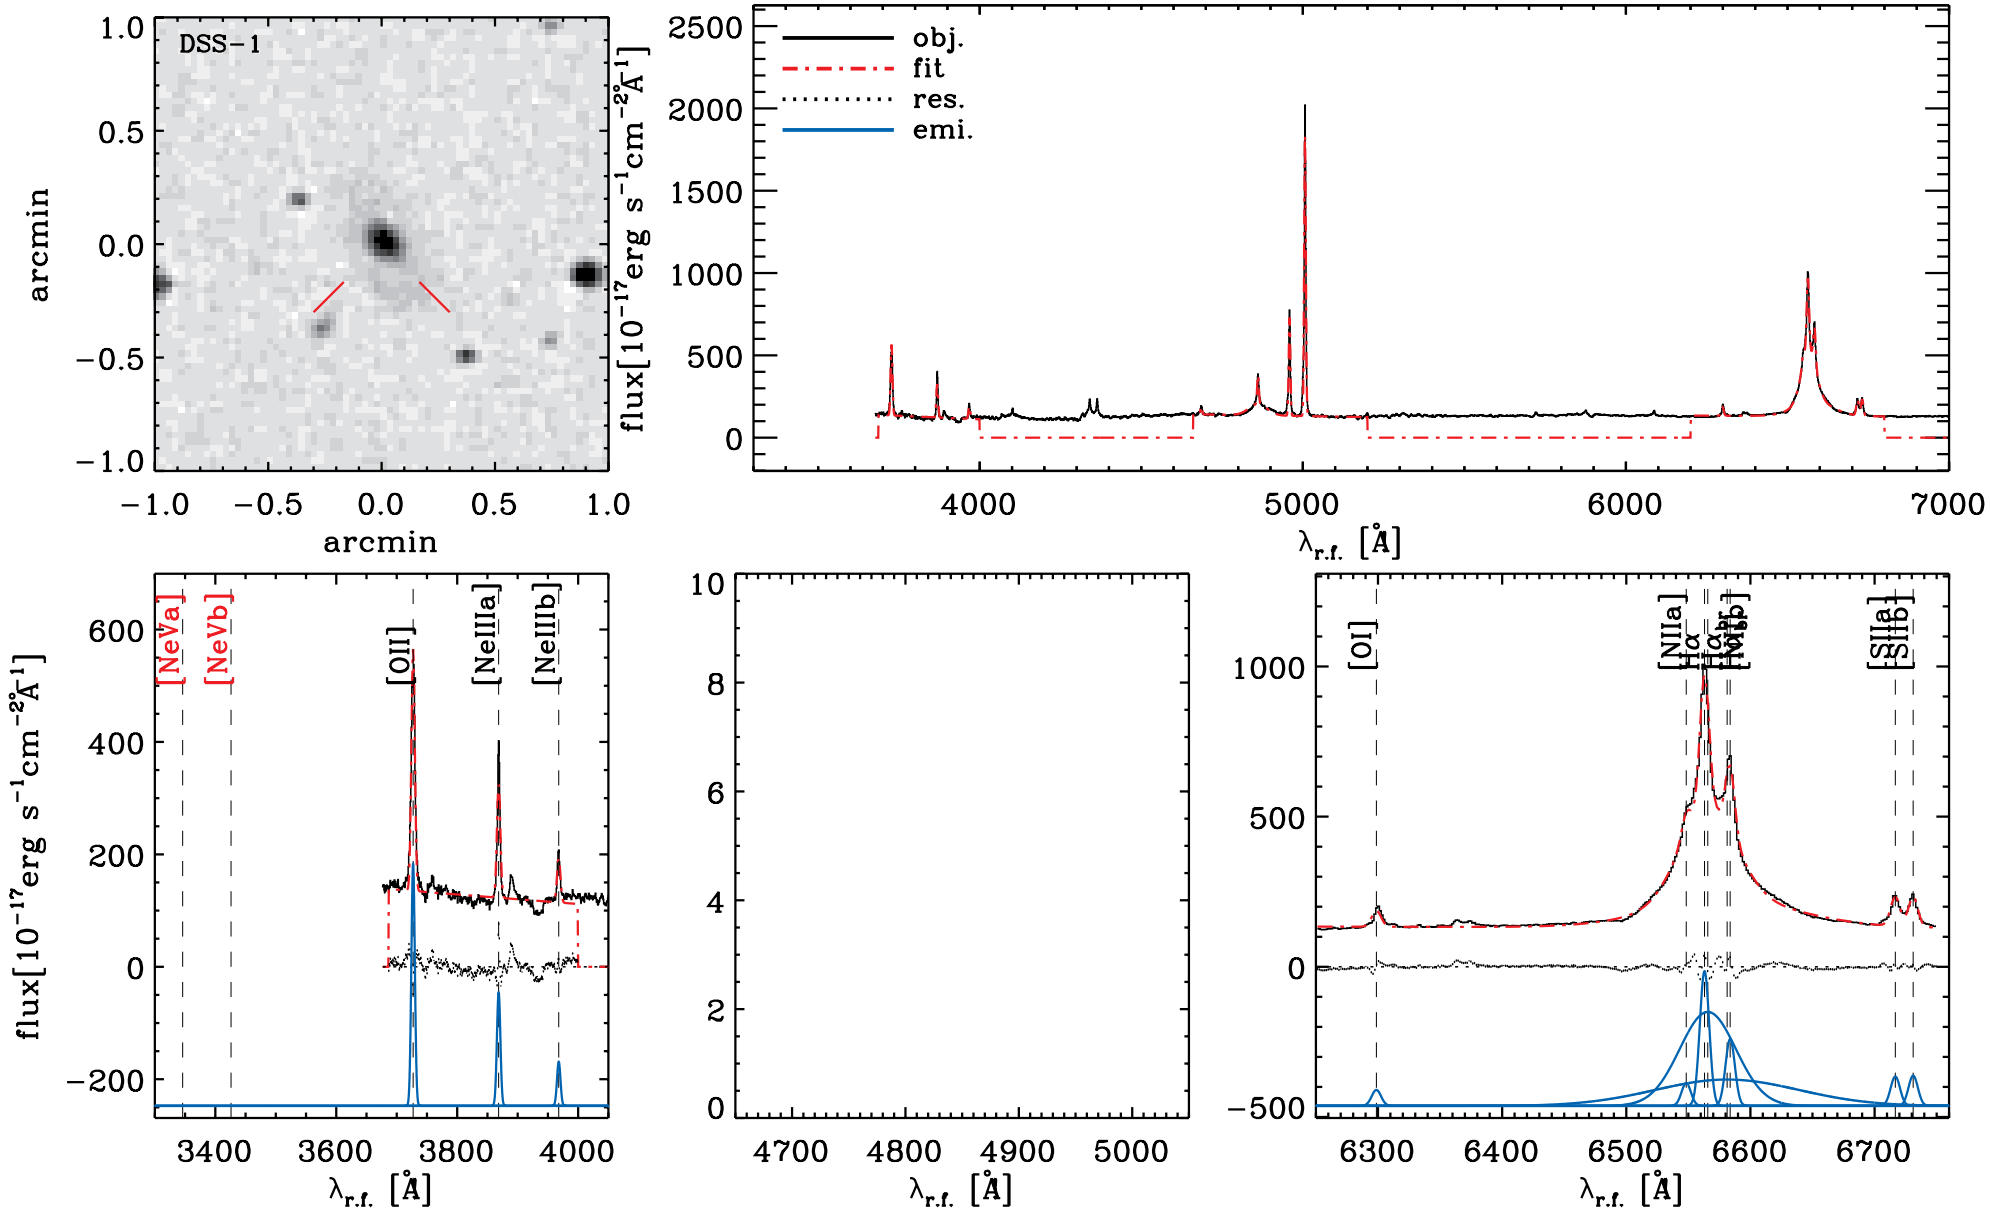 DSS-1
1.0
0.5
0.0
−0.5
−1.0
arcmin
−1.0 −0.5 0.0 0.5 1.0
arcmin
obj.
fit
res.
emi.
2500
2000
1500
1000
500
0
flux[10⁻¹⁷erg s⁻¹cm⁻²Å⁻¹]
4000 5000 6000 7000
λr.f. [Å]
[NeVa]
[NeVb]
[OII]
[NeIIIa]
[NeIIIb]
600
400
200
0
−200
flux[10⁻¹⁷erg s⁻¹cm⁻²Å⁻¹]
3400 3600 3800 4000
λr.f. [Å]
10
8
6
4
2
0
4700 4800 4900 5000
λr.f. [Å]
[OI]
[NIIa]
Hα
Hαbr
[NIIb]
[SIIa]
[SIIb]
1000
500
0
−500
6300 6400 6500 6600 6700
λr.f. [Å]